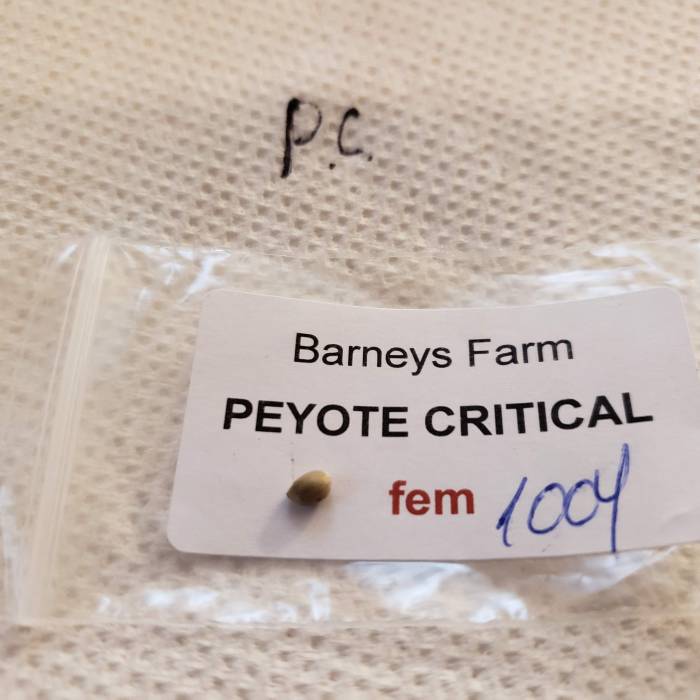 P.C.
Barneys Farm
PEYOTE CRITICAL
fem 1004